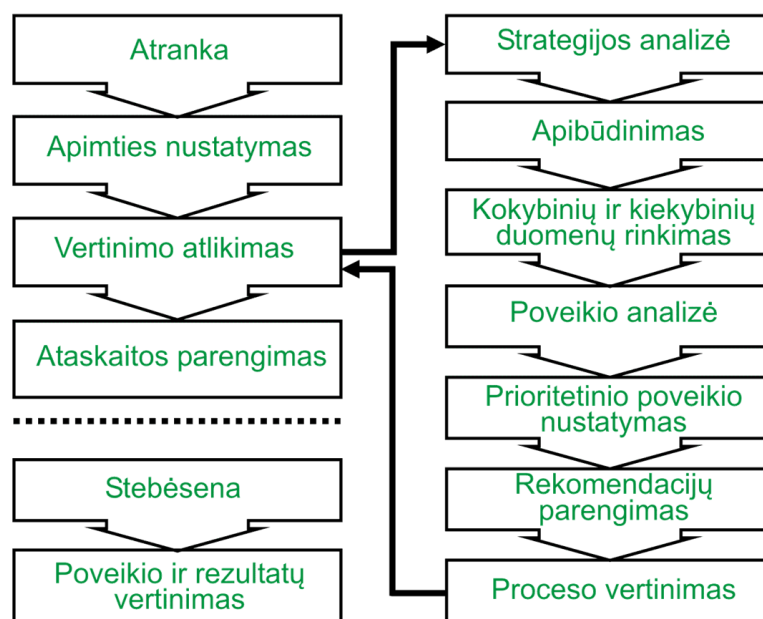 Atranka
Apimties nustatymas
Vertinimo atlikimas
Ataskaitos parengimas
Stebėsena
Poveikio ir rezultatų
vertinimas
Strategijos analizė
Apibūdinimas
Kokybinių ir kiekybinių
duomenų rinkimas
Poveikio analizė
Prioritetinio poveikio
nustatymas
Rekomendacijų
parengimas
Proceso vertinimas